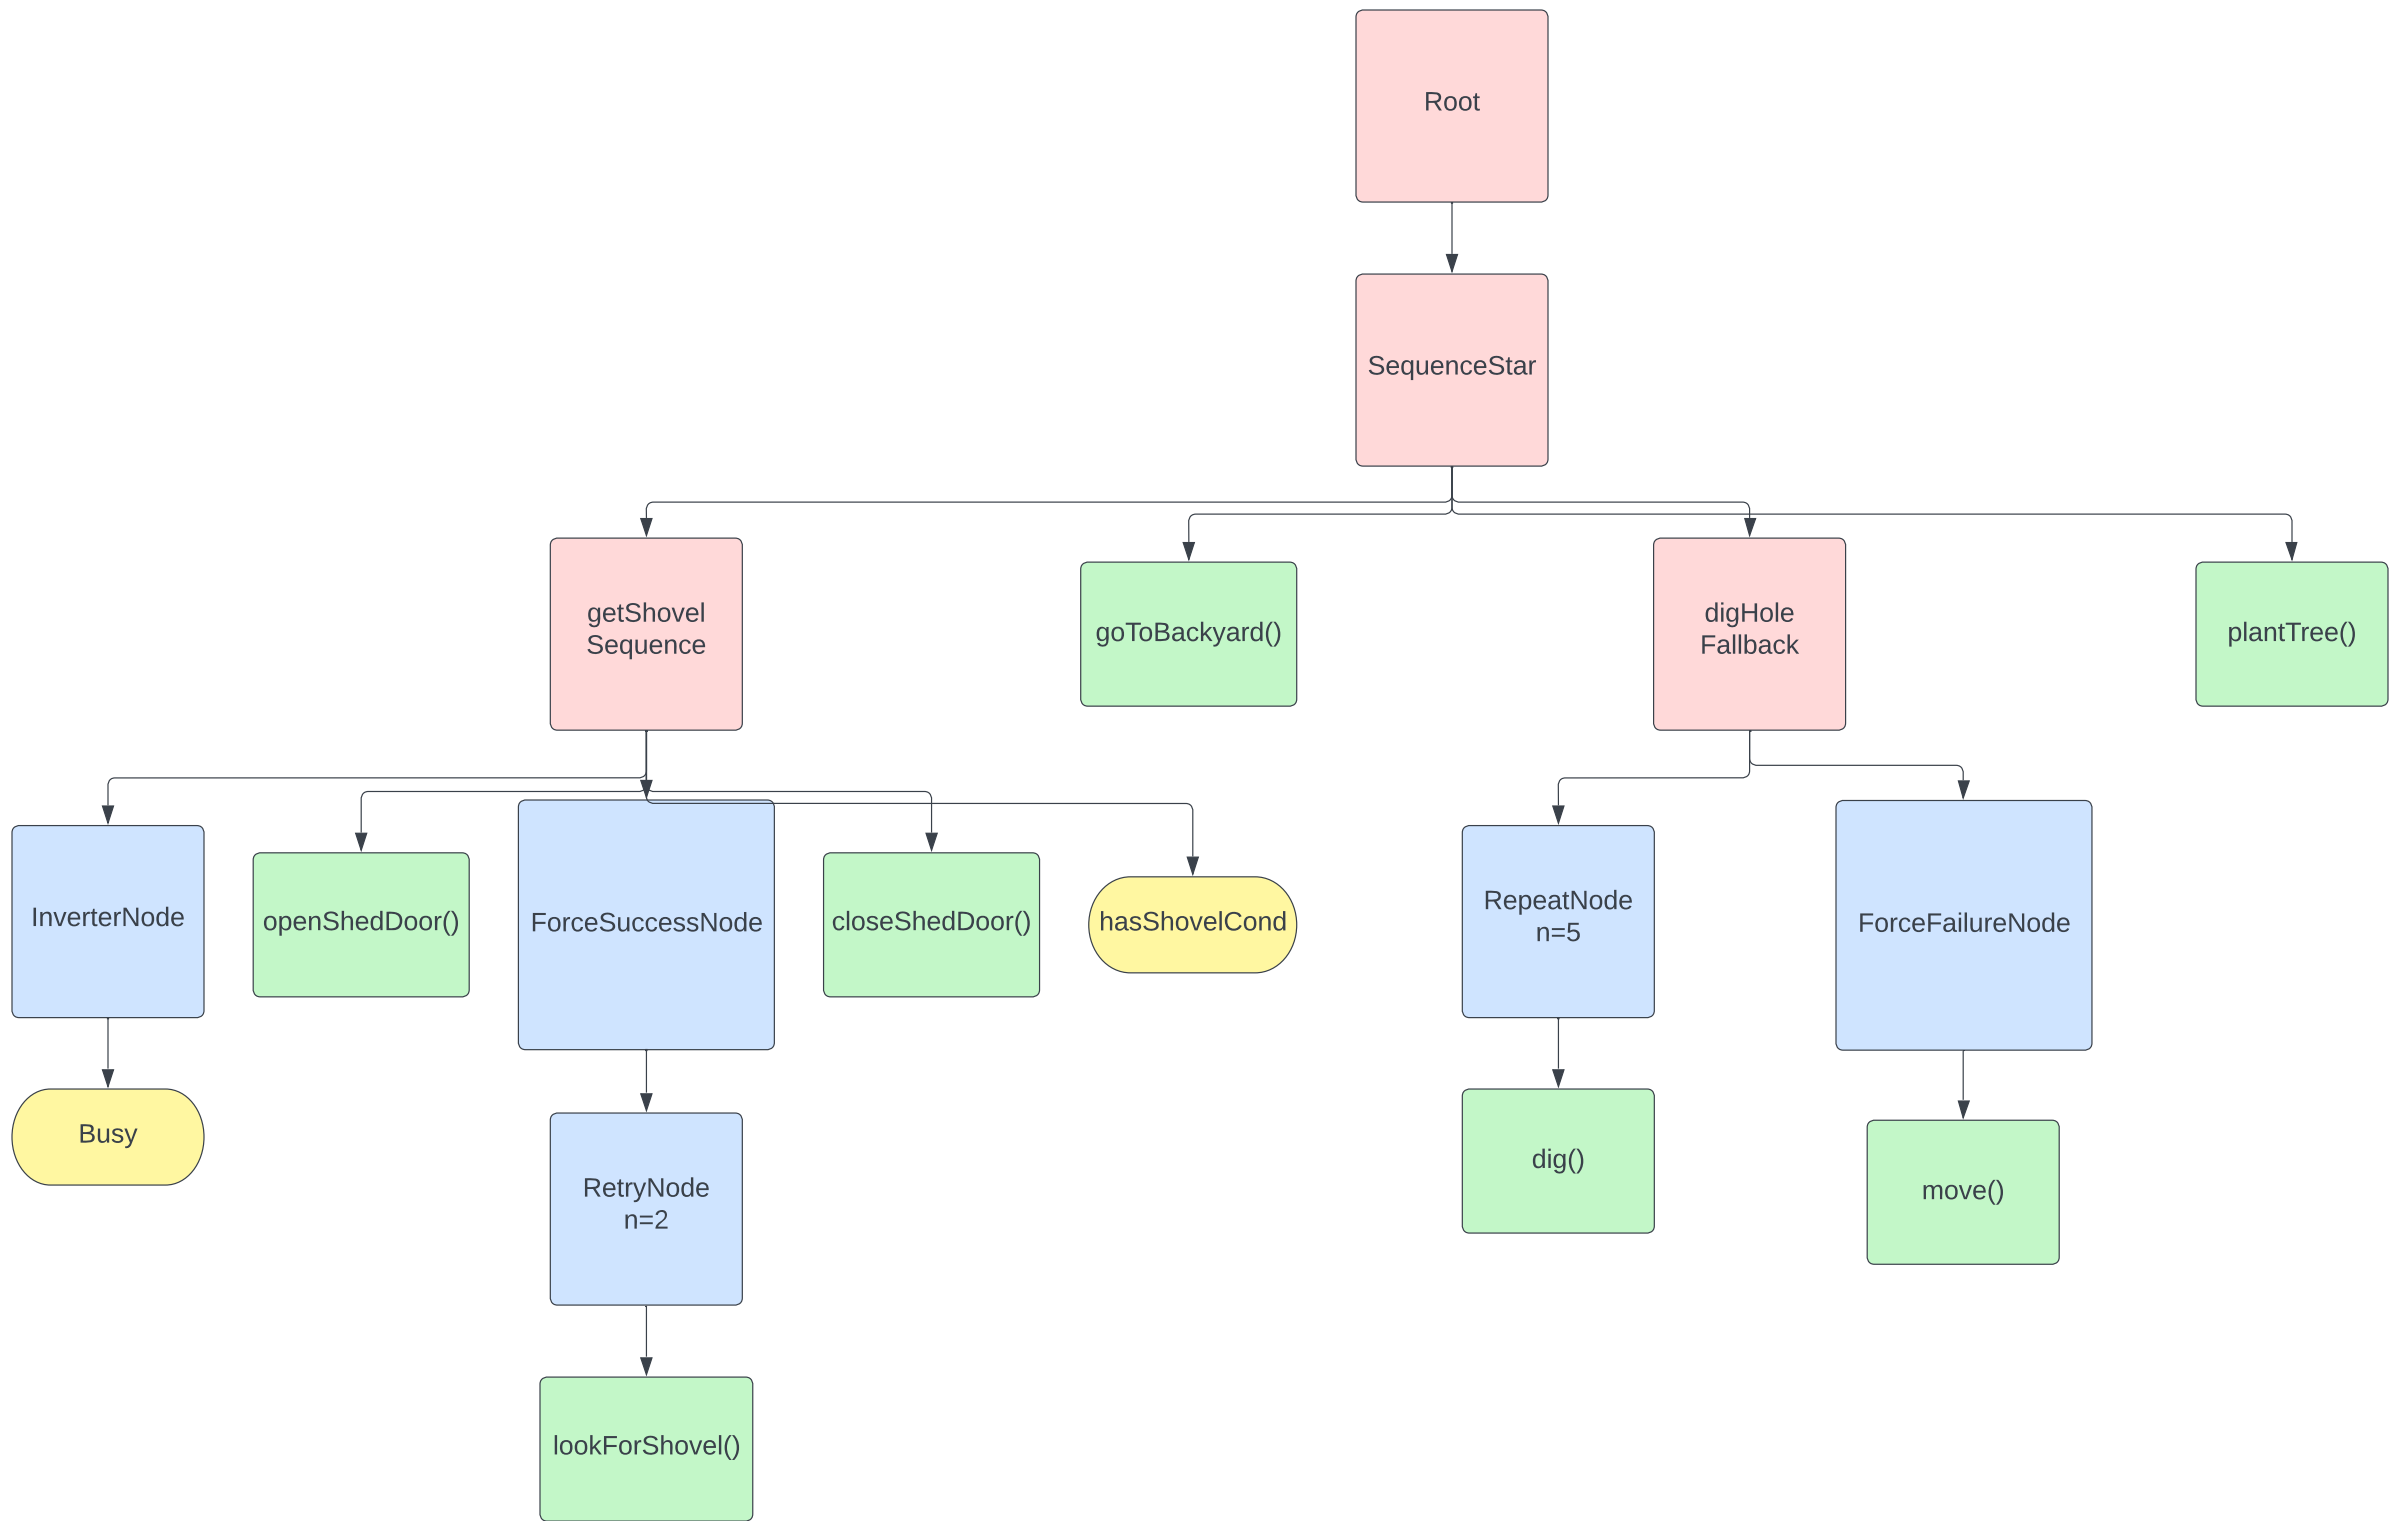 Root
SequenceStar
getShovel
Sequence
goToBackyard()
digHole
Fallback
plantTree()
InverterNode
openShedDoor()
ForceSuccessNode
closeShedDoor()
hasShovelCond
RepeatNode
n=5
ForceFailureNode
Busy
RetryNode
n=2
dig()
move()
lookForShovel()